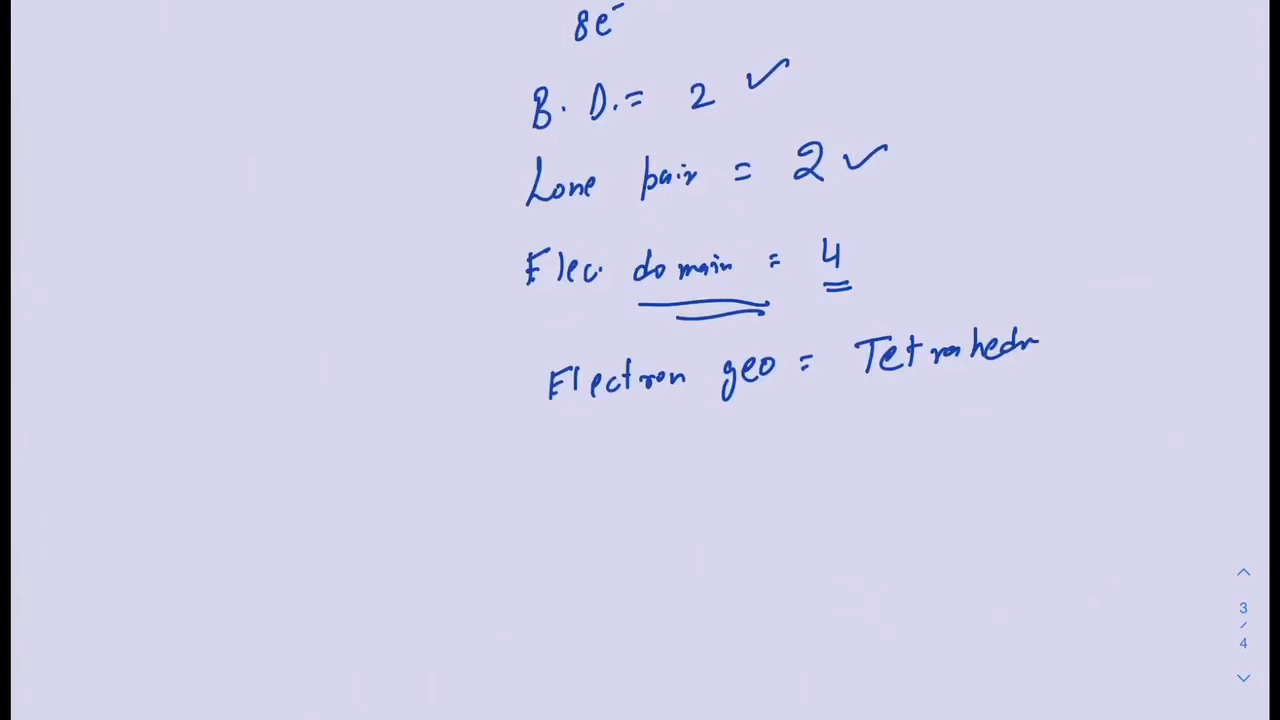 8e⁻
B. D. = 2 ✓
Lone pair = 2 ✓
Elec. domain = 4
Electron geo = Tetrahedr
3
/
4